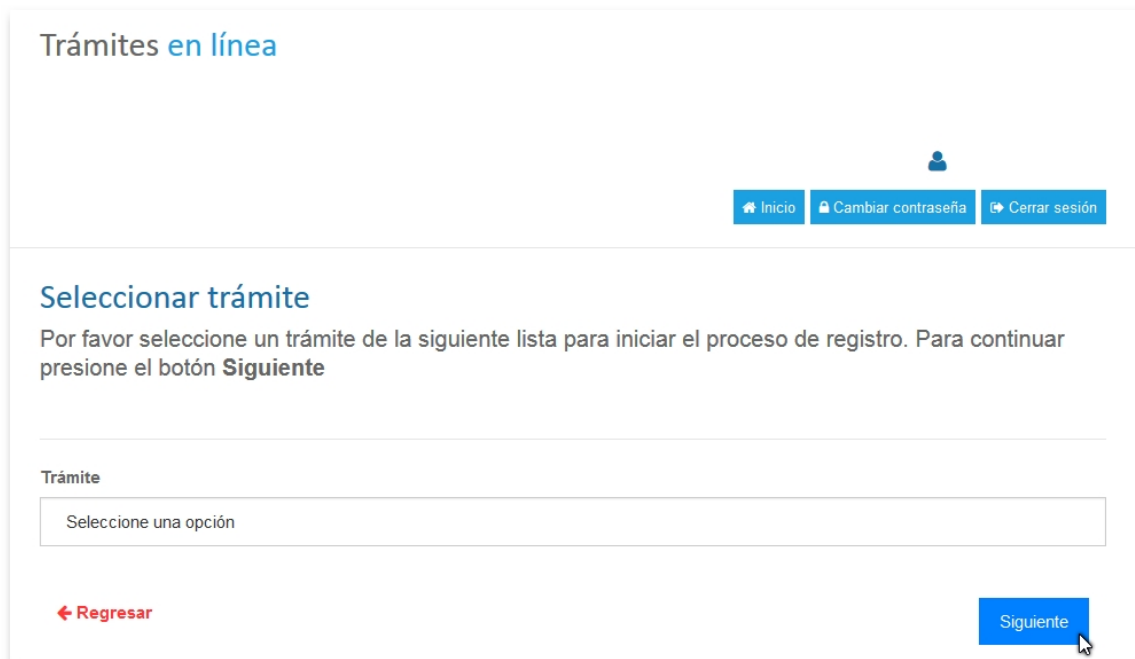 Trámites en línea
Inicio
Cambiar contraseña
Cerrar sesión
Seleccionar trámite
Por favor seleccione un trámite de la siguiente lista para iniciar el proceso de registro. Para continuar
presione el botón Siguiente
Trámite
Seleccione una opción
Regresar
Siguiente